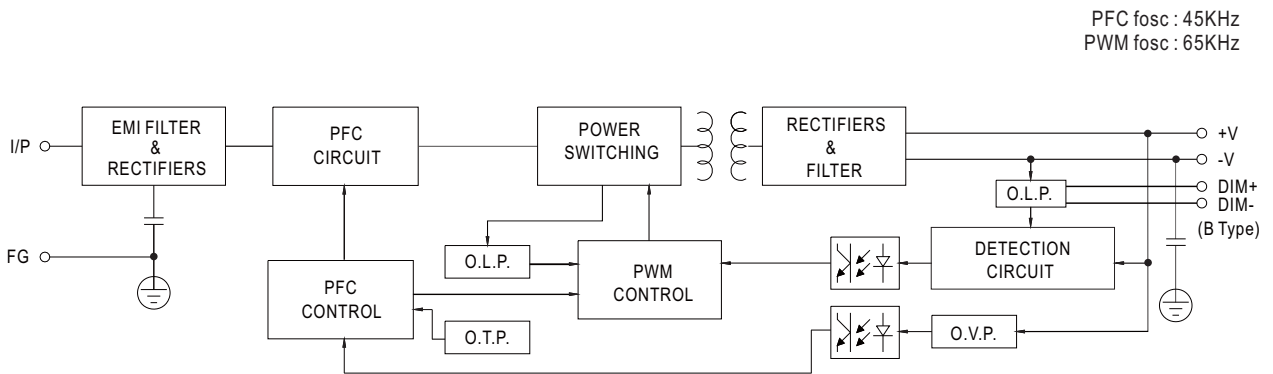 PFC fosc : 45KHz
PWM fosc : 65KHz
I/P
EMI FILTER
&
RECTIFIERS
PFC
CIRCUIT
POWER
SWITCHING
RECTIFIERS
&
FILTER
+V
-V
DIM+
DIM-
(B Type)
O.L.P.
FG
O.L.P.
PFC
CONTROL
PWM
CONTROL
DETECTION
CIRCUIT
O.T.P.
O.V.P.